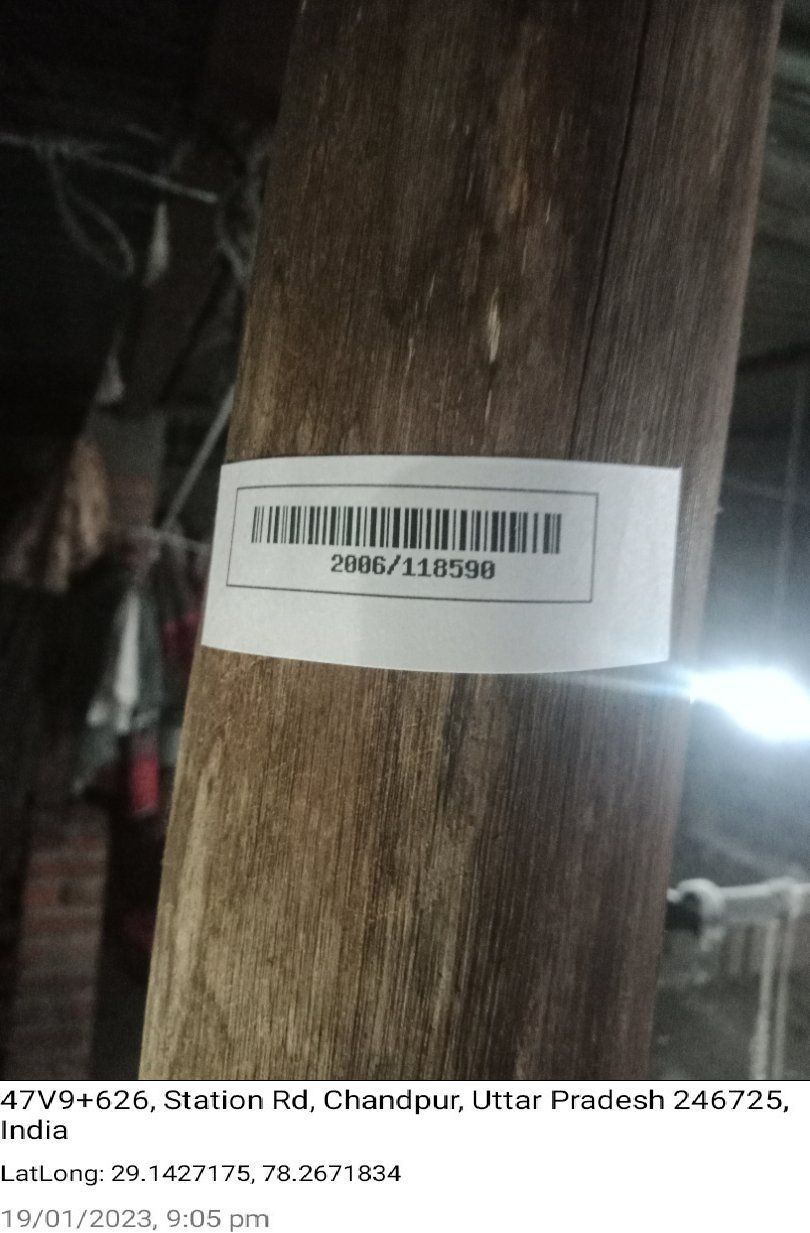 2006/118590
47V9+626, Station Rd, Chandpur, Uttar Pradesh 246725,
India
LatLong: 29.1427175, 78.2671834
19/01/2023, 9:05 pm